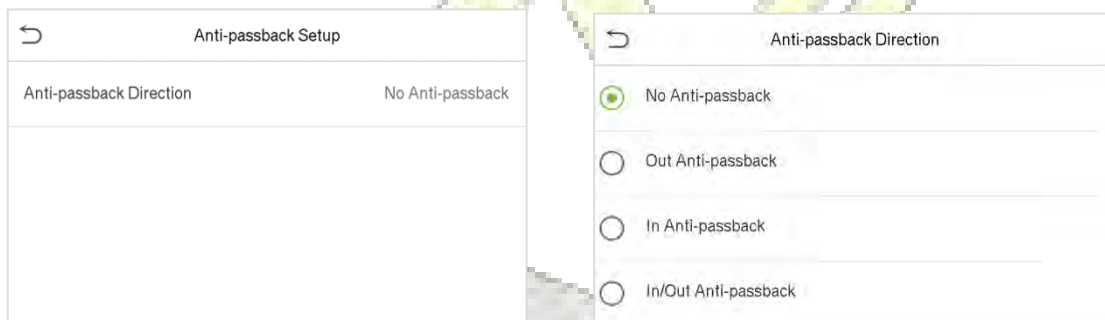 Anti-passback Setup
Anti-passback Direction No Anti-passback
Anti-passback Direction
No Anti-passback
Out Anti-passback
In Anti-passback
In/Out Anti-passback